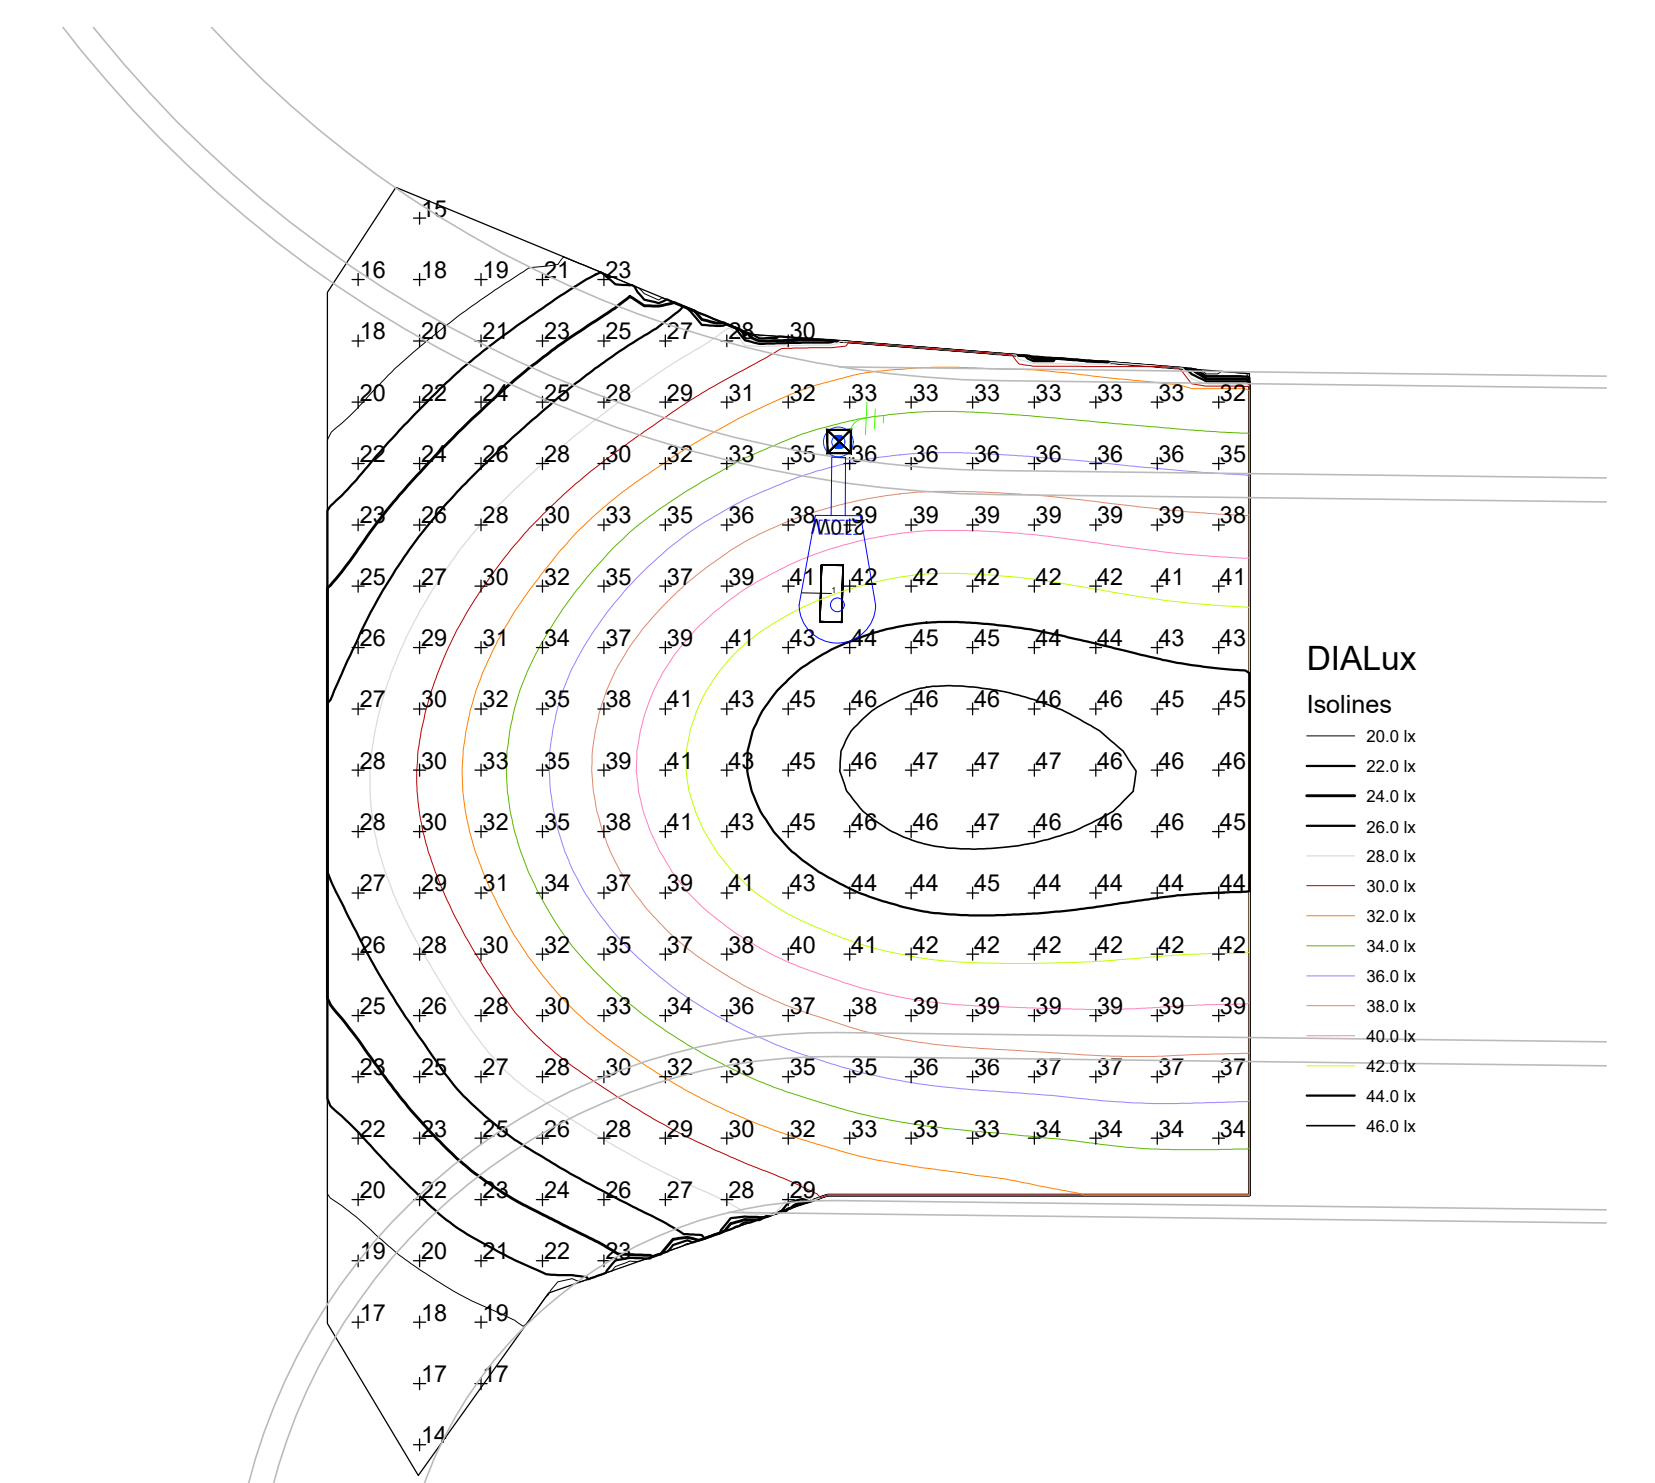 15
16 18 19 21 23
18 20 21 23 25 27 28 30
20 22 24 25 28 29 31 32 33 33 33 33 33 33 32
22 24 26 28 30 32 33 35 36 36 36 36 36 36 35
23 26 28 30 33 35 36 38 39 39 39 39 39 39 38
210W
25 27 30 32 35 37 39 41 42 42 42 42 42 41 41
26 29 31 34 37 39 41 43 44 45 45 44 44 43 43
DIALux
27 30 32 35 38 41 43 45 46 46 46 46 46 46 45
Isolines
20.0 lx
28 30 33 35 39 41 43 45 46 47 47 47 46 46 46
22.0 lx
24.0 lx
28 30 32 35 38 41 43 45 46 46 47 46 46 46 45
26.0 lx
28.0 lx
27 29 31 34 37 39 41 43 44 44 45 44 44 44 44
30.0 lx
32.0 lx
26 28 30 32 35 37 38 40 41 42 42 42 42 42 42
34.0 lx
36.0 lx
25 26 28 30 33 34 36 37 38 39 39 39 39 39 39
38.0 lx
40.0 lx
23 25 27 28 30 32 33 35 35 36 36 37 37 37 37
42.0 lx
44.0 lx
22 23 25 26 28 29 30 32 33 33 33 34 34 34 34
46.0 lx
20 22 23 24 26 27 28 29
19 20 21 22 23
17 18 19
17 17
14